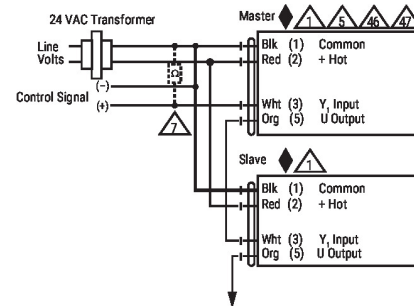 24 VAC Transformer
Master 1 5 46 47
Line
Volts
Blk (1) Common
Red (2) + Hot
Ω
(–)
Control Signal
(+)
Wht (3) Y, Input
Org (5) U Output
7
Slave 1
Blk (1) Common
Red (2) + Hot
Wht (3) Y, Input
Org (5) U Output